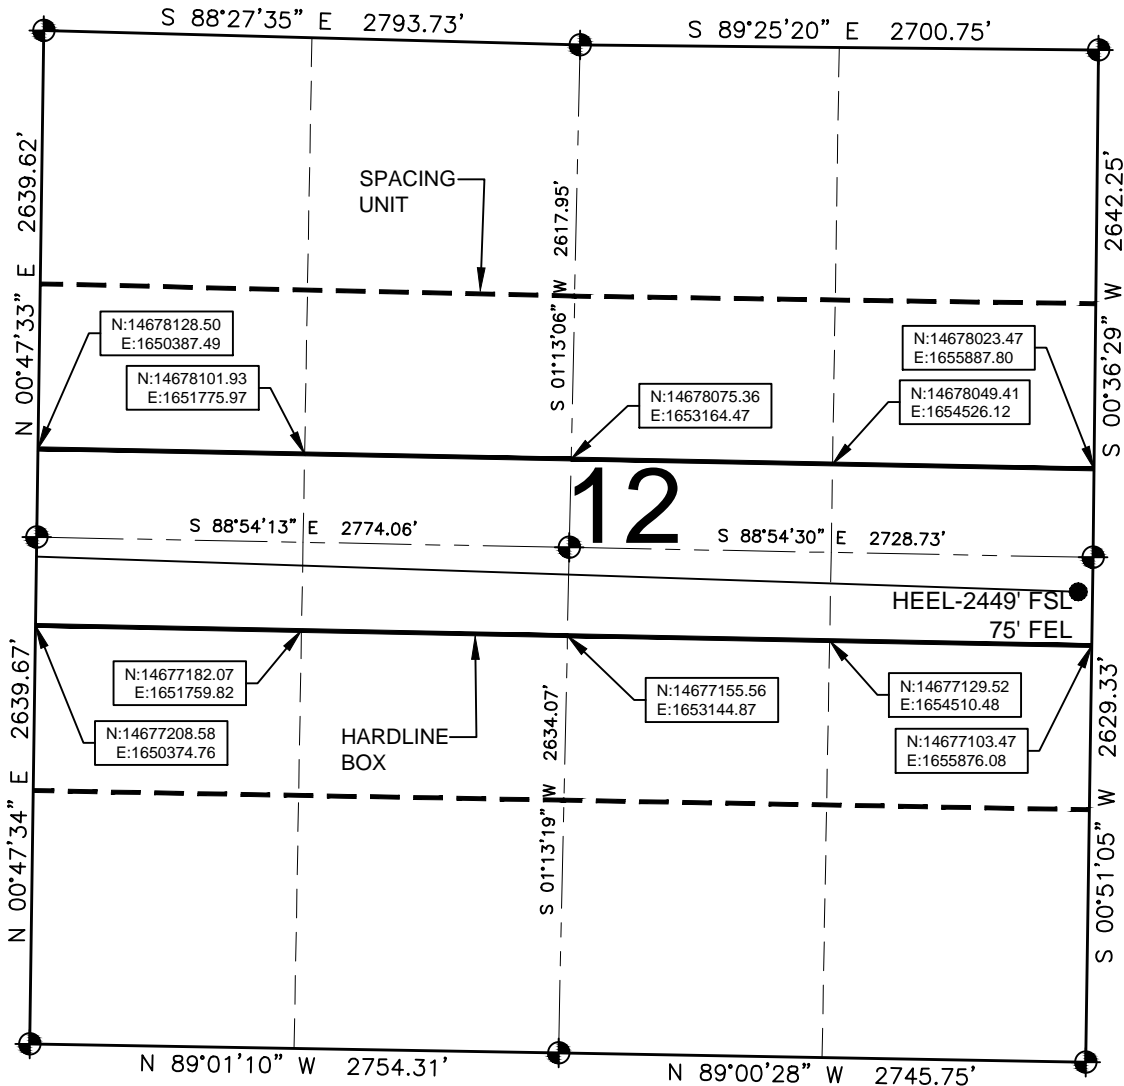 S 88°27'35" E 2793.73'
S 89°25'20" E 2700.75'
N 00°47'33" E 2639.62'
SPACING
UNIT
S 01°13'06" W 2617.95'
S 00°36'29" W 2642.25'
N:14678128.50
E:1650387.49
N:14678101.93
E:1651775.97
N:14678075.36
E:1653164.47
N:14678023.47
E:1655887.80
N:14678049.41
E:1654526.12
12
S 88°54'13" E 2774.06'
S 88°54'30" E 2728.73'
HEEL-2449' FSL
75' FEL
N:14677182.07
E:1651759.82
N:14677208.58
E:1650374.76
HARDLINE
BOX
N:14677155.56
E:1653144.87
N:14677129.52
E:1654510.48
N:14677103.47
E:1655876.08
N 00°47'34" E 2639.67'
S 01°13'19" W 2634.07'
S 00°51'05" W 2629.33'
N 89°01'10" W 2754.31'
N 89°00'28" W 2745.75'